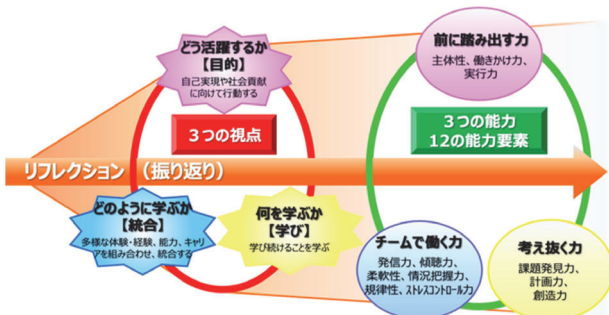 どう活躍するか
【目的】
自己実現や社会貢献
に向けて行動する
3つの視点
前に踏み出す力
主体性、働きかけ力、
実行力
3つの能力
12の能力要素
リフレクション (振り返り)
どのように学ぶか
【統合】
多様な体験・経験、能力、キャリ
アを組み合わせ、統合する
何を学ぶか
【学び】
学び続けることを学ぶ
チームで働く力
発信力、傾聴力、
柔軟性、情況把握力、
規律性、ストレスコントロール力
考え抜く力
課題発見力、
計画力、
創造力